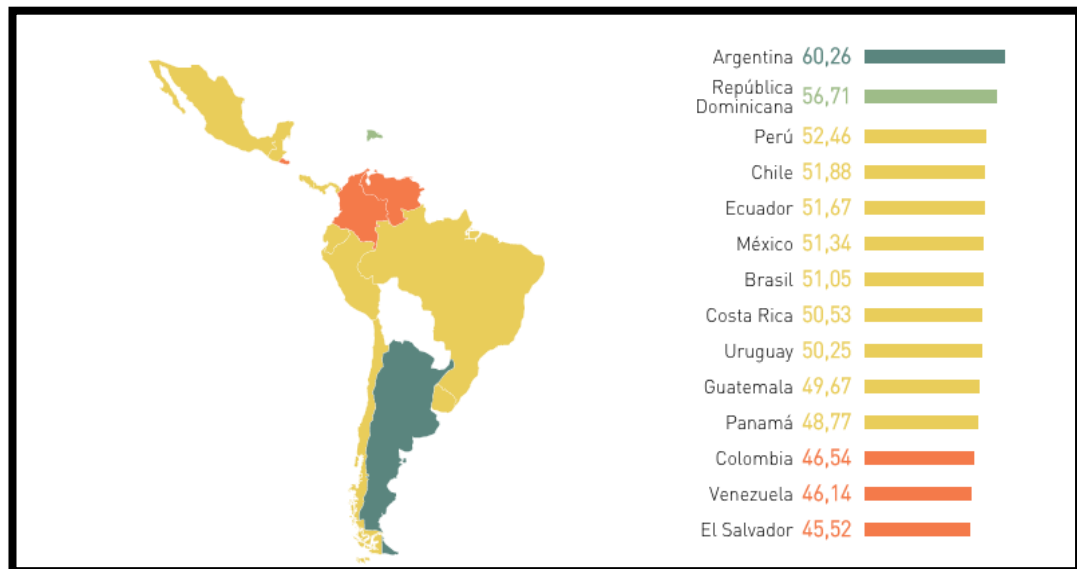 Argentina 60,26
República
Dominicana 56,71
Perú 52,46
Chile 51,88
Ecuador 51,67
México 51,34
Brasil 51,05
Costa Rica 50,53
Uruguay 50,25
Guatemala 49,67
Panamá 48,77
Colombia 46,54
Venezuela 46,14
El Salvador 45,52